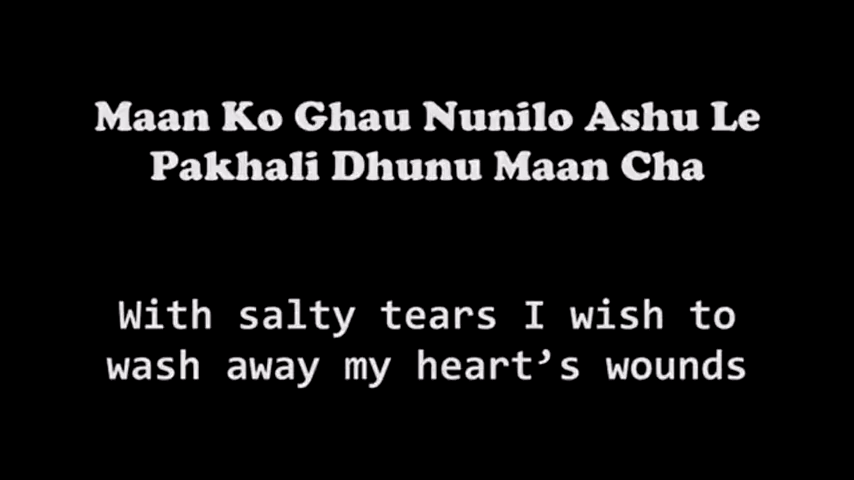 Maan Ko Ghau Nunilo Ashu Le
Pakhali Dhunu Maan Cha
With salty tears I wish to
wash away my heart’s wounds